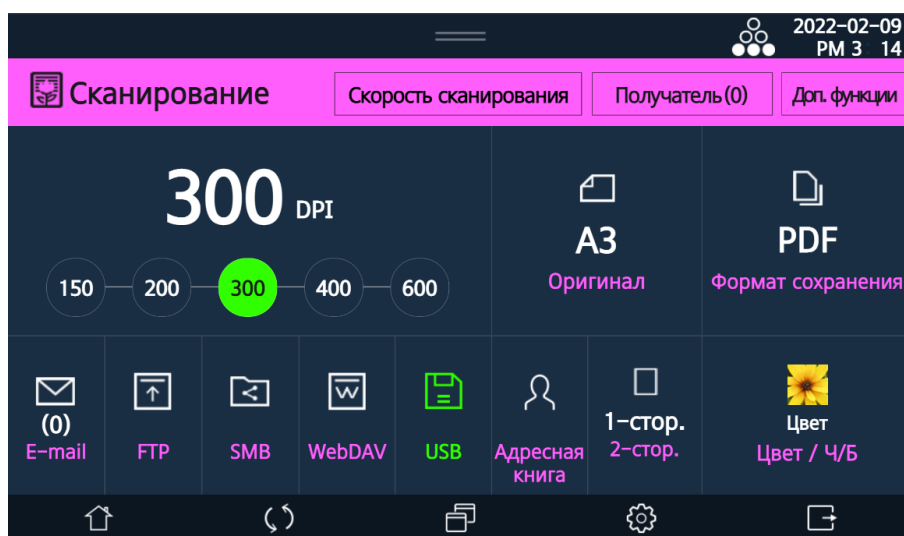 2022-02-09
PM 3 14
Сканирование
Скорость сканирования
Получатель(0)
Доп. функции
300 DPI
150
200
300
400
600
A3
Оригинал
PDF
Формат сохранения
(0)
E-mail
FTP
SMB
WebDAV
USB
Адресная
книга
1-стор.
2-стор.
Цвет
Цвет / Ч/Б